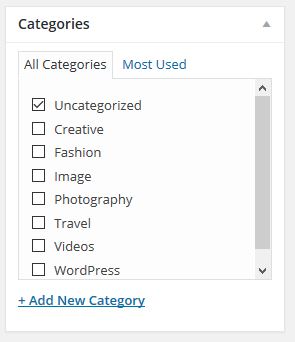 Categories
All Categories Most Used
Uncategorized
Creative
Fashion
Image
Photography
Travel
Videos
WordPress
+ Add New Category